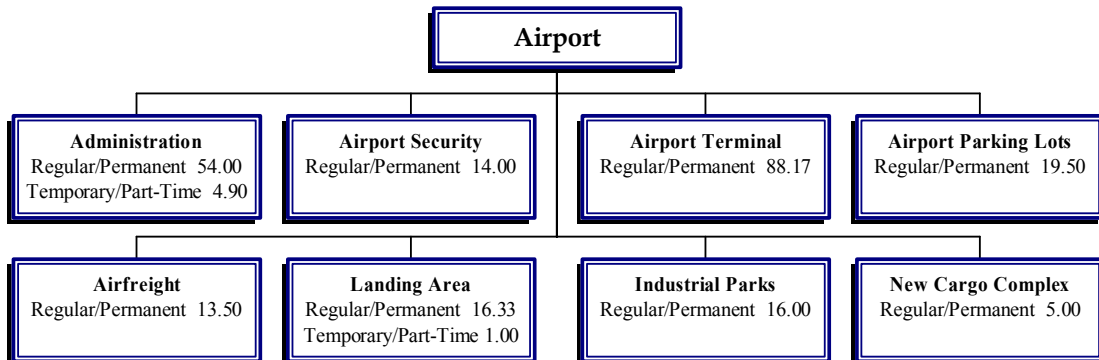 Airport
Administration
Regular/Permanent 54.00
Temporary/Part-Time 4.90
Airport Security
Regular/Permanent 14.00
Airport Terminal
Regular/Permanent 88.17
Airport Parking Lots
Regular/Permanent 19.50
Airfreight
Regular/Permanent 13.50
Landing Area
Regular/Permanent 16.33
Temporary/Part-Time 1.00
Industrial Parks
Regular/Permanent 16.00
New Cargo Complex
Regular/Permanent 5.00